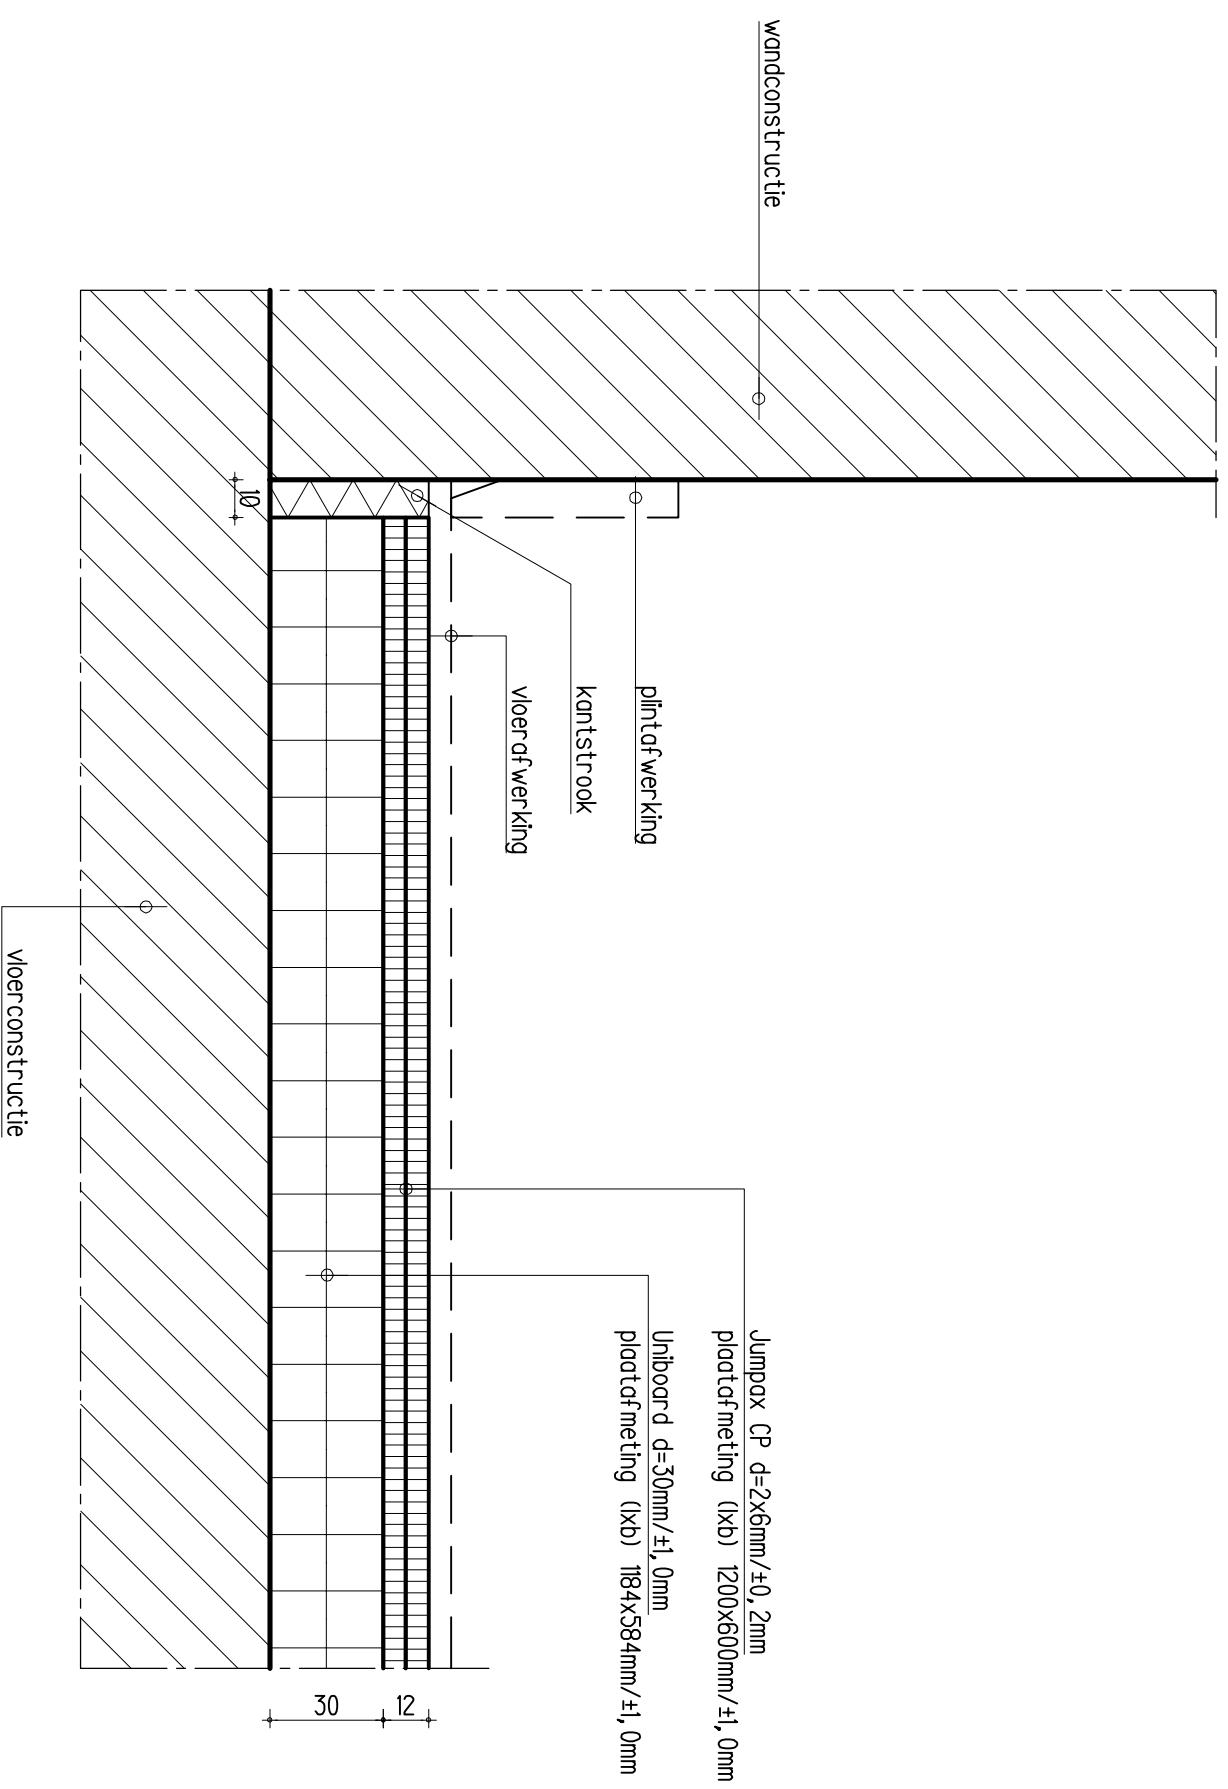 wandconstructie
plintafwerking
kantstrook
vloerafwerking
Jumpax CP d=2x6mm/±0,2mm
plaatafmeting (lxb) 1200x600mm/±1,0mm
Uniboard d=30mm/±1,0mm
plaatafmeting (lxb) 1184x584mm/±1,0mm
10
30
12
vloerconstructie